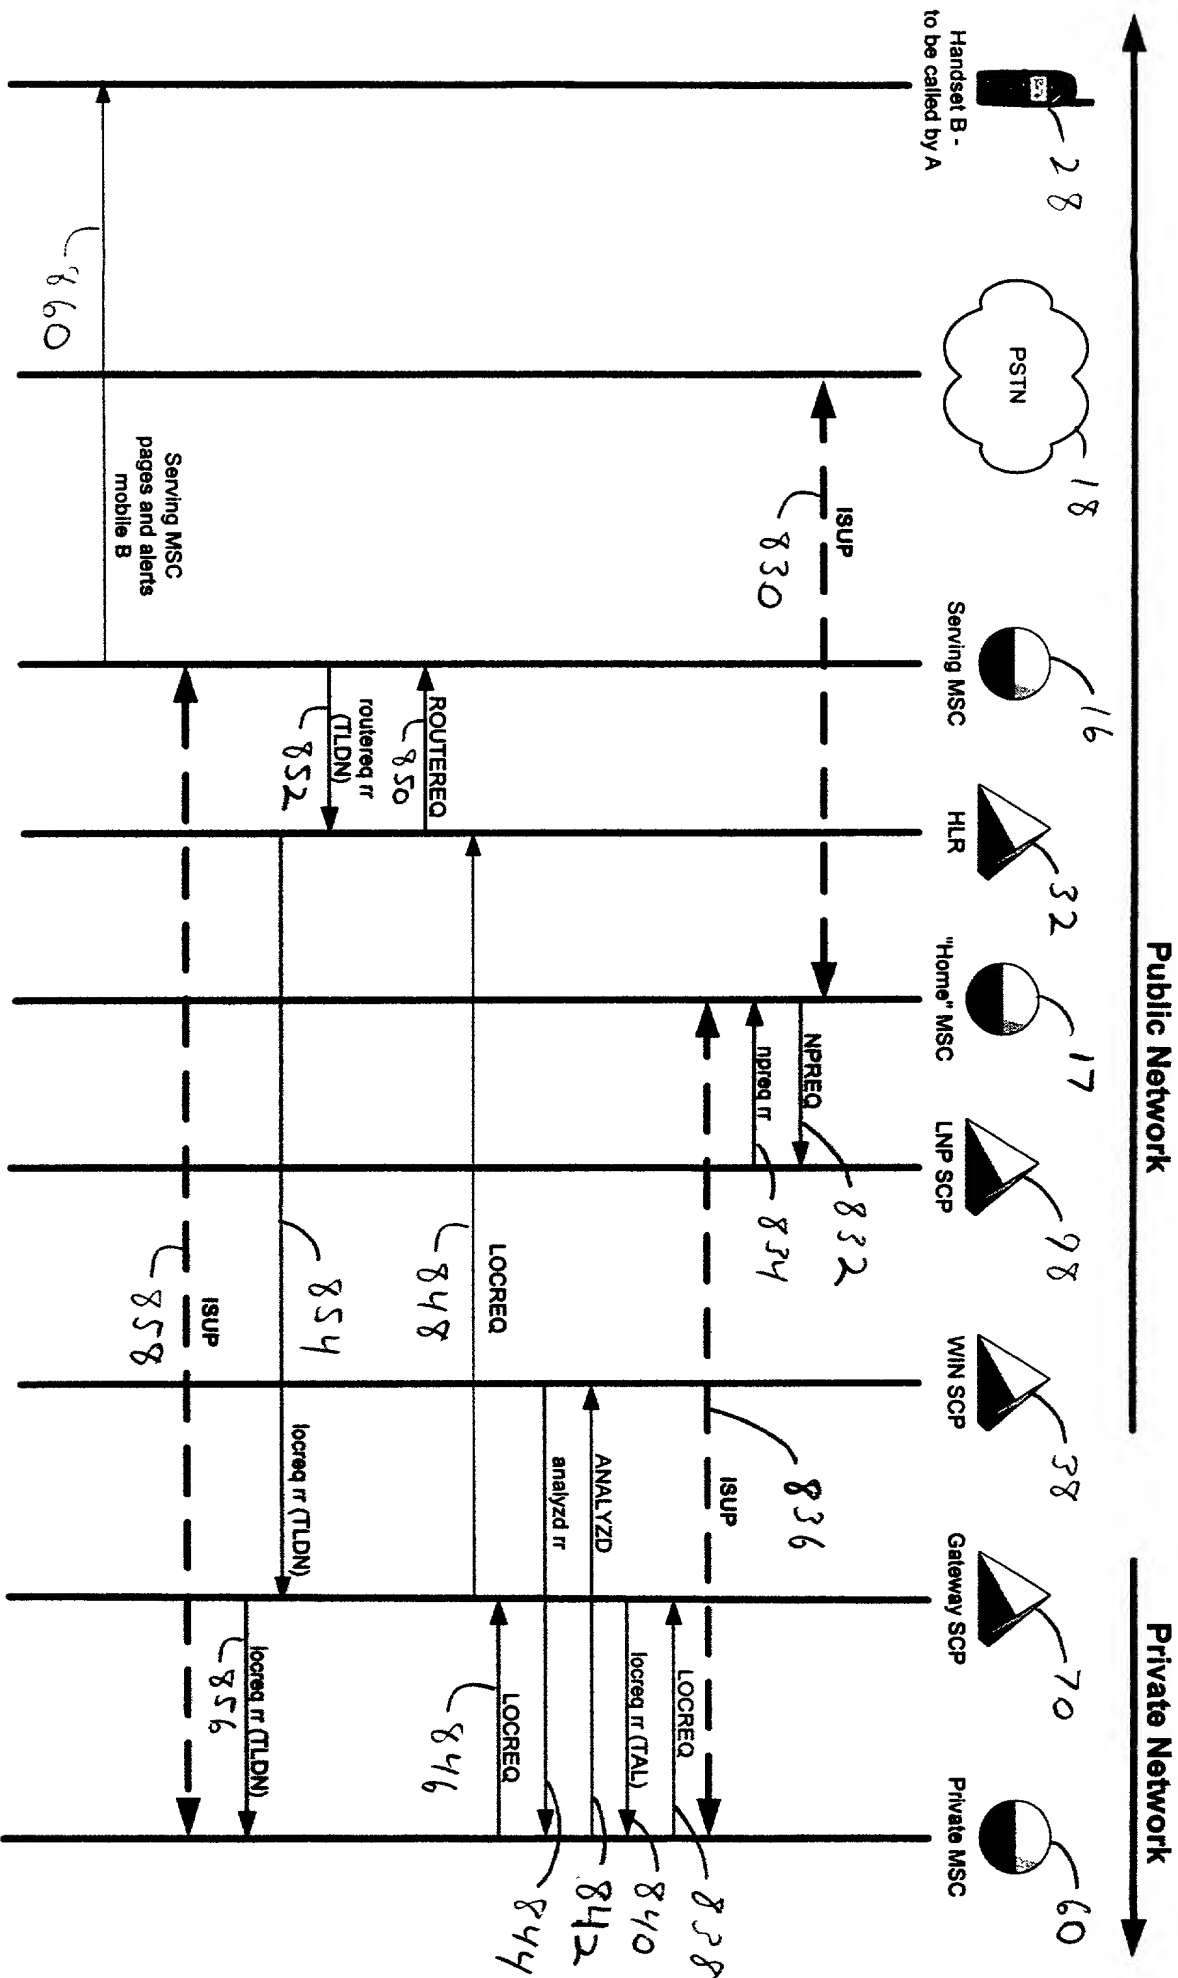 Public Network
Private Network
28
18
16
32
17
98
38
70
60
Handset B -
to be called by A
PSTN
Serving MSC
HLR
"Home" MSC
LNP SCP
WIN SCP
Gateway SCP
Private MSC
ISUP
830
NPREQ
832
npreq rr
834
ISUP
836
LOCREQ
838
locreq rr (TAL)
840
ANALYZD
842
analyzd rr
844
LOCREQ
846
LOCREQ
848
ROUTEREQ
850
routereq rr
(TLDN)
852
locreq rr (TLDN)
854
locreq rr (TLDN)
856
ISUP
858
Serving MSC
pages and alerts
mobile B
860